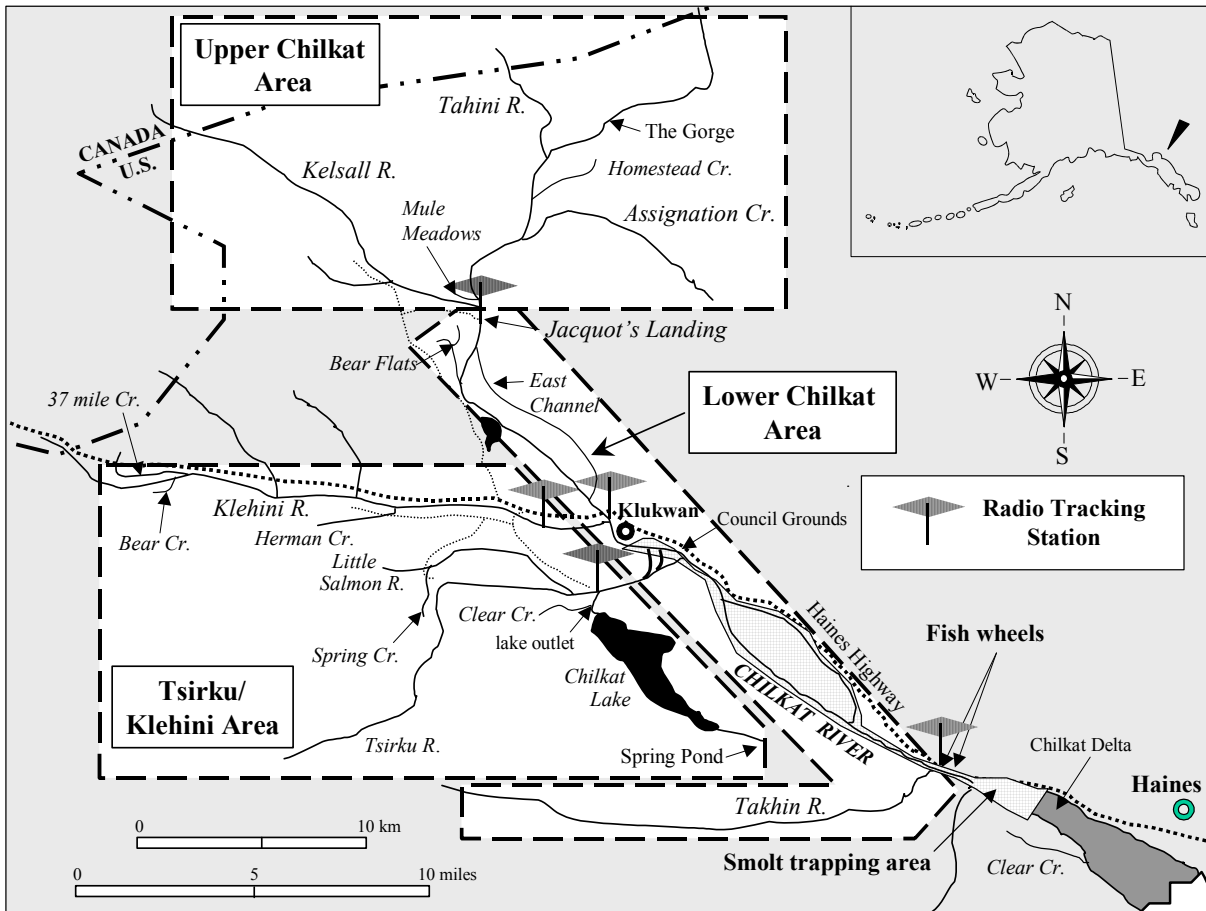 Upper Chilkat
Area
Tahini R.
The Gorge
CANADA
U.S.
Kelsall R.
Homestead Cr.
Mule
Meadows
Assignation Cr.
Jacquot's Landing
Bear Flats
East
Channel
37 mile Cr.
Lower Chilkat
Area
N
W
E
S
Klehini R.
Klukwan
Council Grounds
Radio Tracking
Station
Bear Cr.
Herman Cr.
Little
Salmon R.
Clear Cr.
lake outlet
Spring Cr.
Chilkat
Lake
Haines Highway
Fish wheels
Tsirku/
Klehini Area
CHILKAT RIVER
Tsirku R.
Spring Pond
Chilkat Delta
Haines
Takhin R.
0
10 km
Smolt trapping area
Clear Cr.
0
5
10 miles